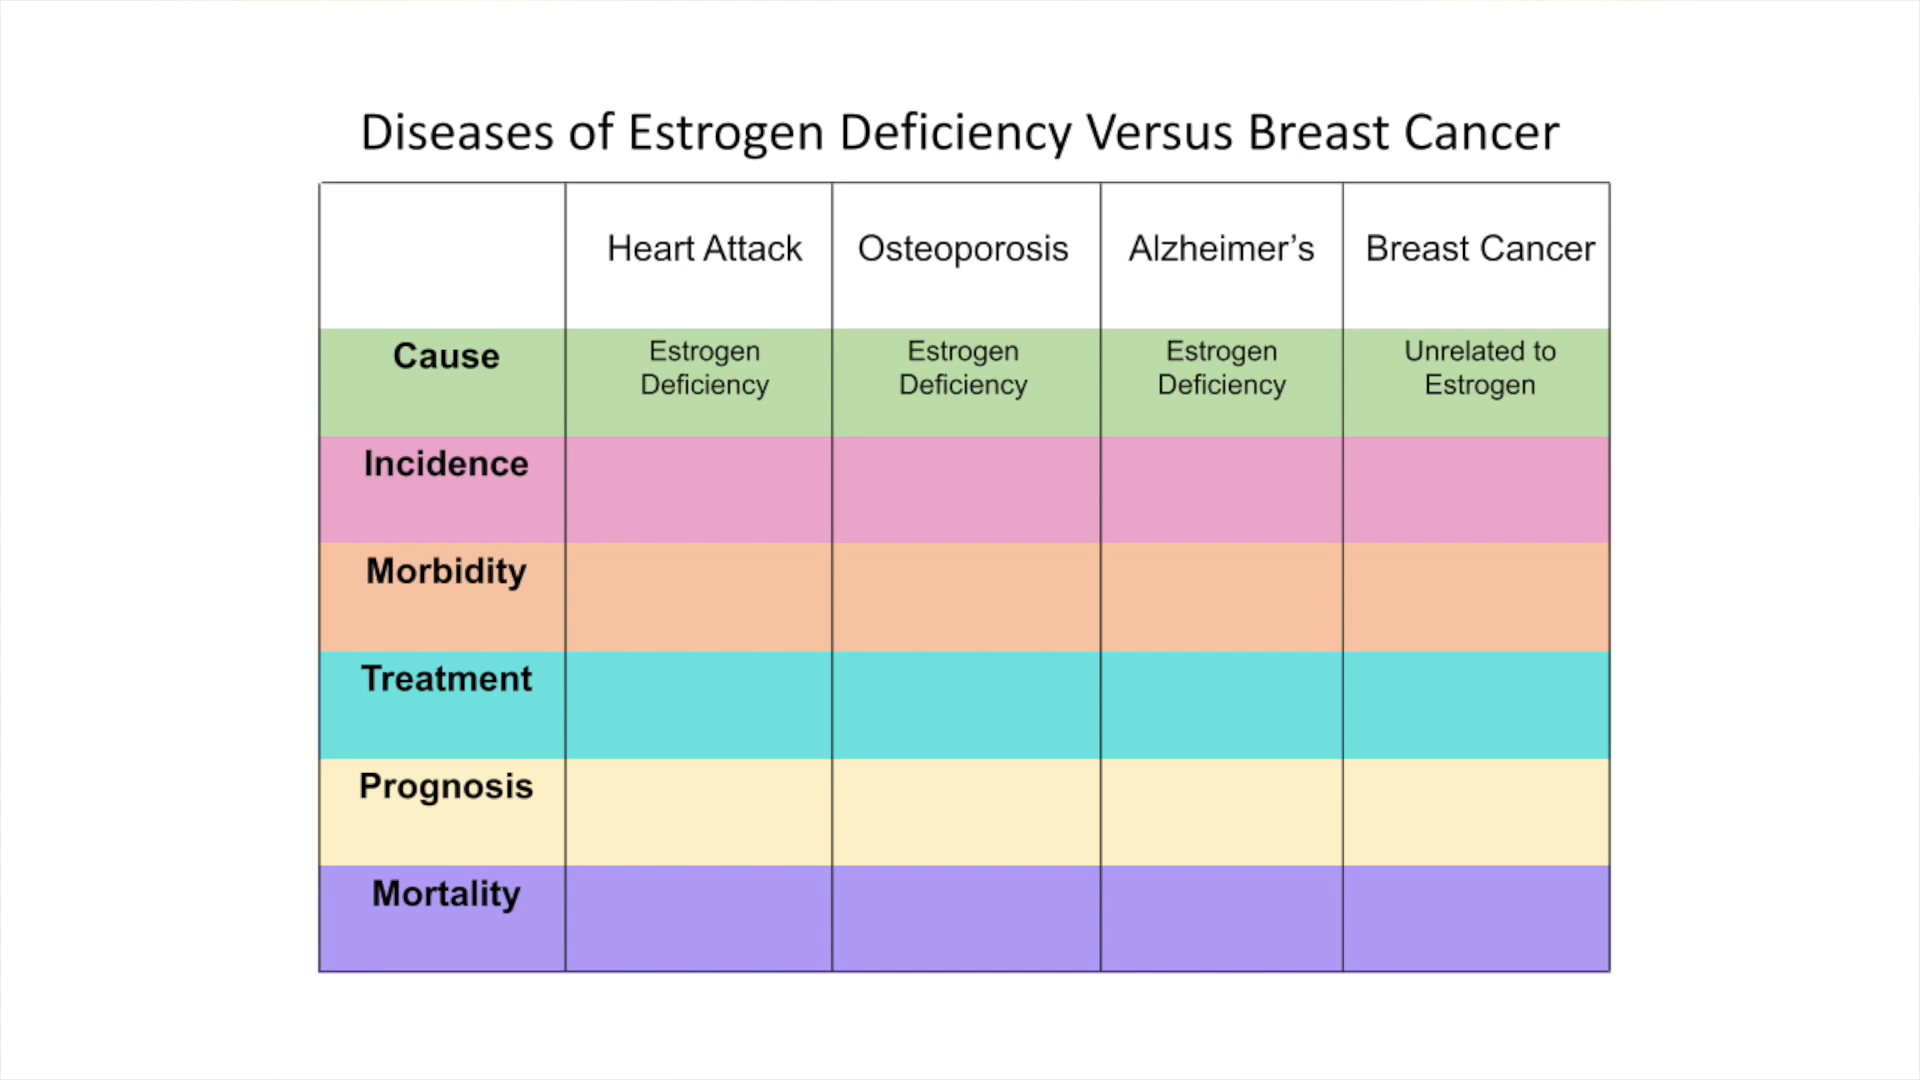 Diseases of Estrogen Deficiency Versus Breast Cancer
Heart Attack Osteoporosis Alzheimer’s Breast Cancer
Cause
Estrogen Deficiency
Estrogen Deficiency
Estrogen Deficiency
Unrelated to Estrogen
Incidence
Morbidity
Treatment
Prognosis
Mortality